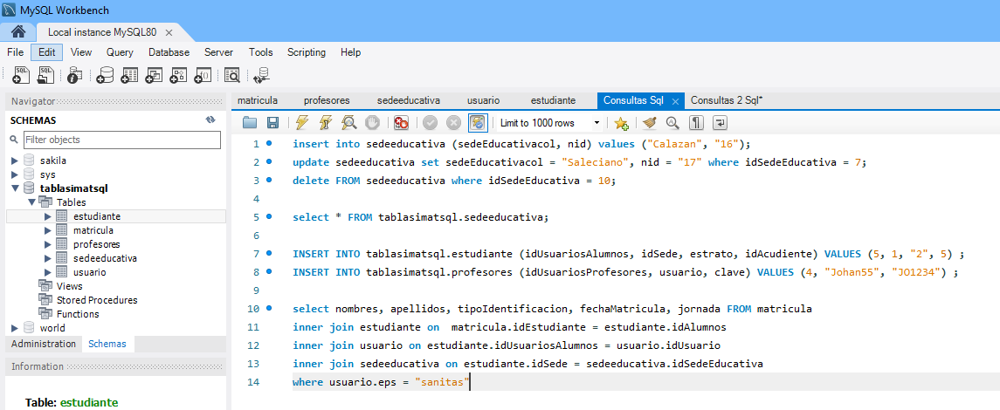 MySQL Workbench
Local instance MySQL80
File Edit View Query Database Server Tools Scripting Help
Navigator
SCHEMAS
Filter objects
sakila
sys
tablasimatsql
Tables
estudiante
matricula
profesores
sedeeducativa
usuario
Views
Stored Procedures
Functions
world
Administration Schemas
Information
Table: estudiante
matricula profesores sedeeducativa usuario estudiante Consultas Sql Consultas 2 Sql*
Limit to 1000 rows
1 insert into sedeeducativa (sedeEducativacol, nid) values ("Calazan", "16");
2 update sedeeducativa set sedeEducativacol = "Saleciano", nid = "17" where idSedeEducativa = 7;
3 delete FROM sedeeducativa where idSedeEducativa = 10;
4
5 select * FROM tablasimatsql.sedeeducativa;
6
7 INSERT INTO tablasimatsql.estudiante (idUsuariosAlumnos, idSede, estrato, idAcudiente) VALUES (5, 1, "2", 5) ;
8 INSERT INTO tablasimatsql.profesores (idUsuariosProfesores, usuario, clave) VALUES (4, "Johan55", "JO1234") ;
9
10 select nombres, apellidos, tipoIdentificacion, fechaMatricula, jornada FROM matricula
11 inner join estudiante on  matricula.idEstudiante = estudiante.idAlumnos
12 inner join usuario on estudiante.idUsuariosAlumnos = usuario.idUsuario
13 inner join sedeeducativa on estudiante.idSede = sedeeducativa.idSedeEducativa
14 where usuario.eps = "sanitas"